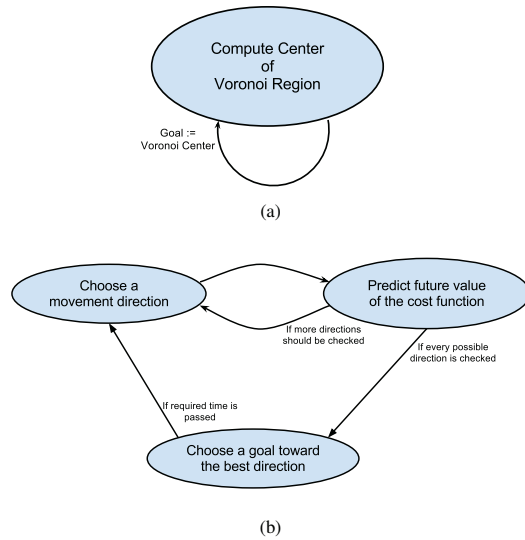 Compute Center
of
Voronoi Region
Goal :=
Voronoi Center
(a)
Choose a
movement direction
Predict future value
of the cost function
If more directions
should be checked
If every possible
direction is checked
If required time is
passed
Choose a goal toward
the best direction
(b)